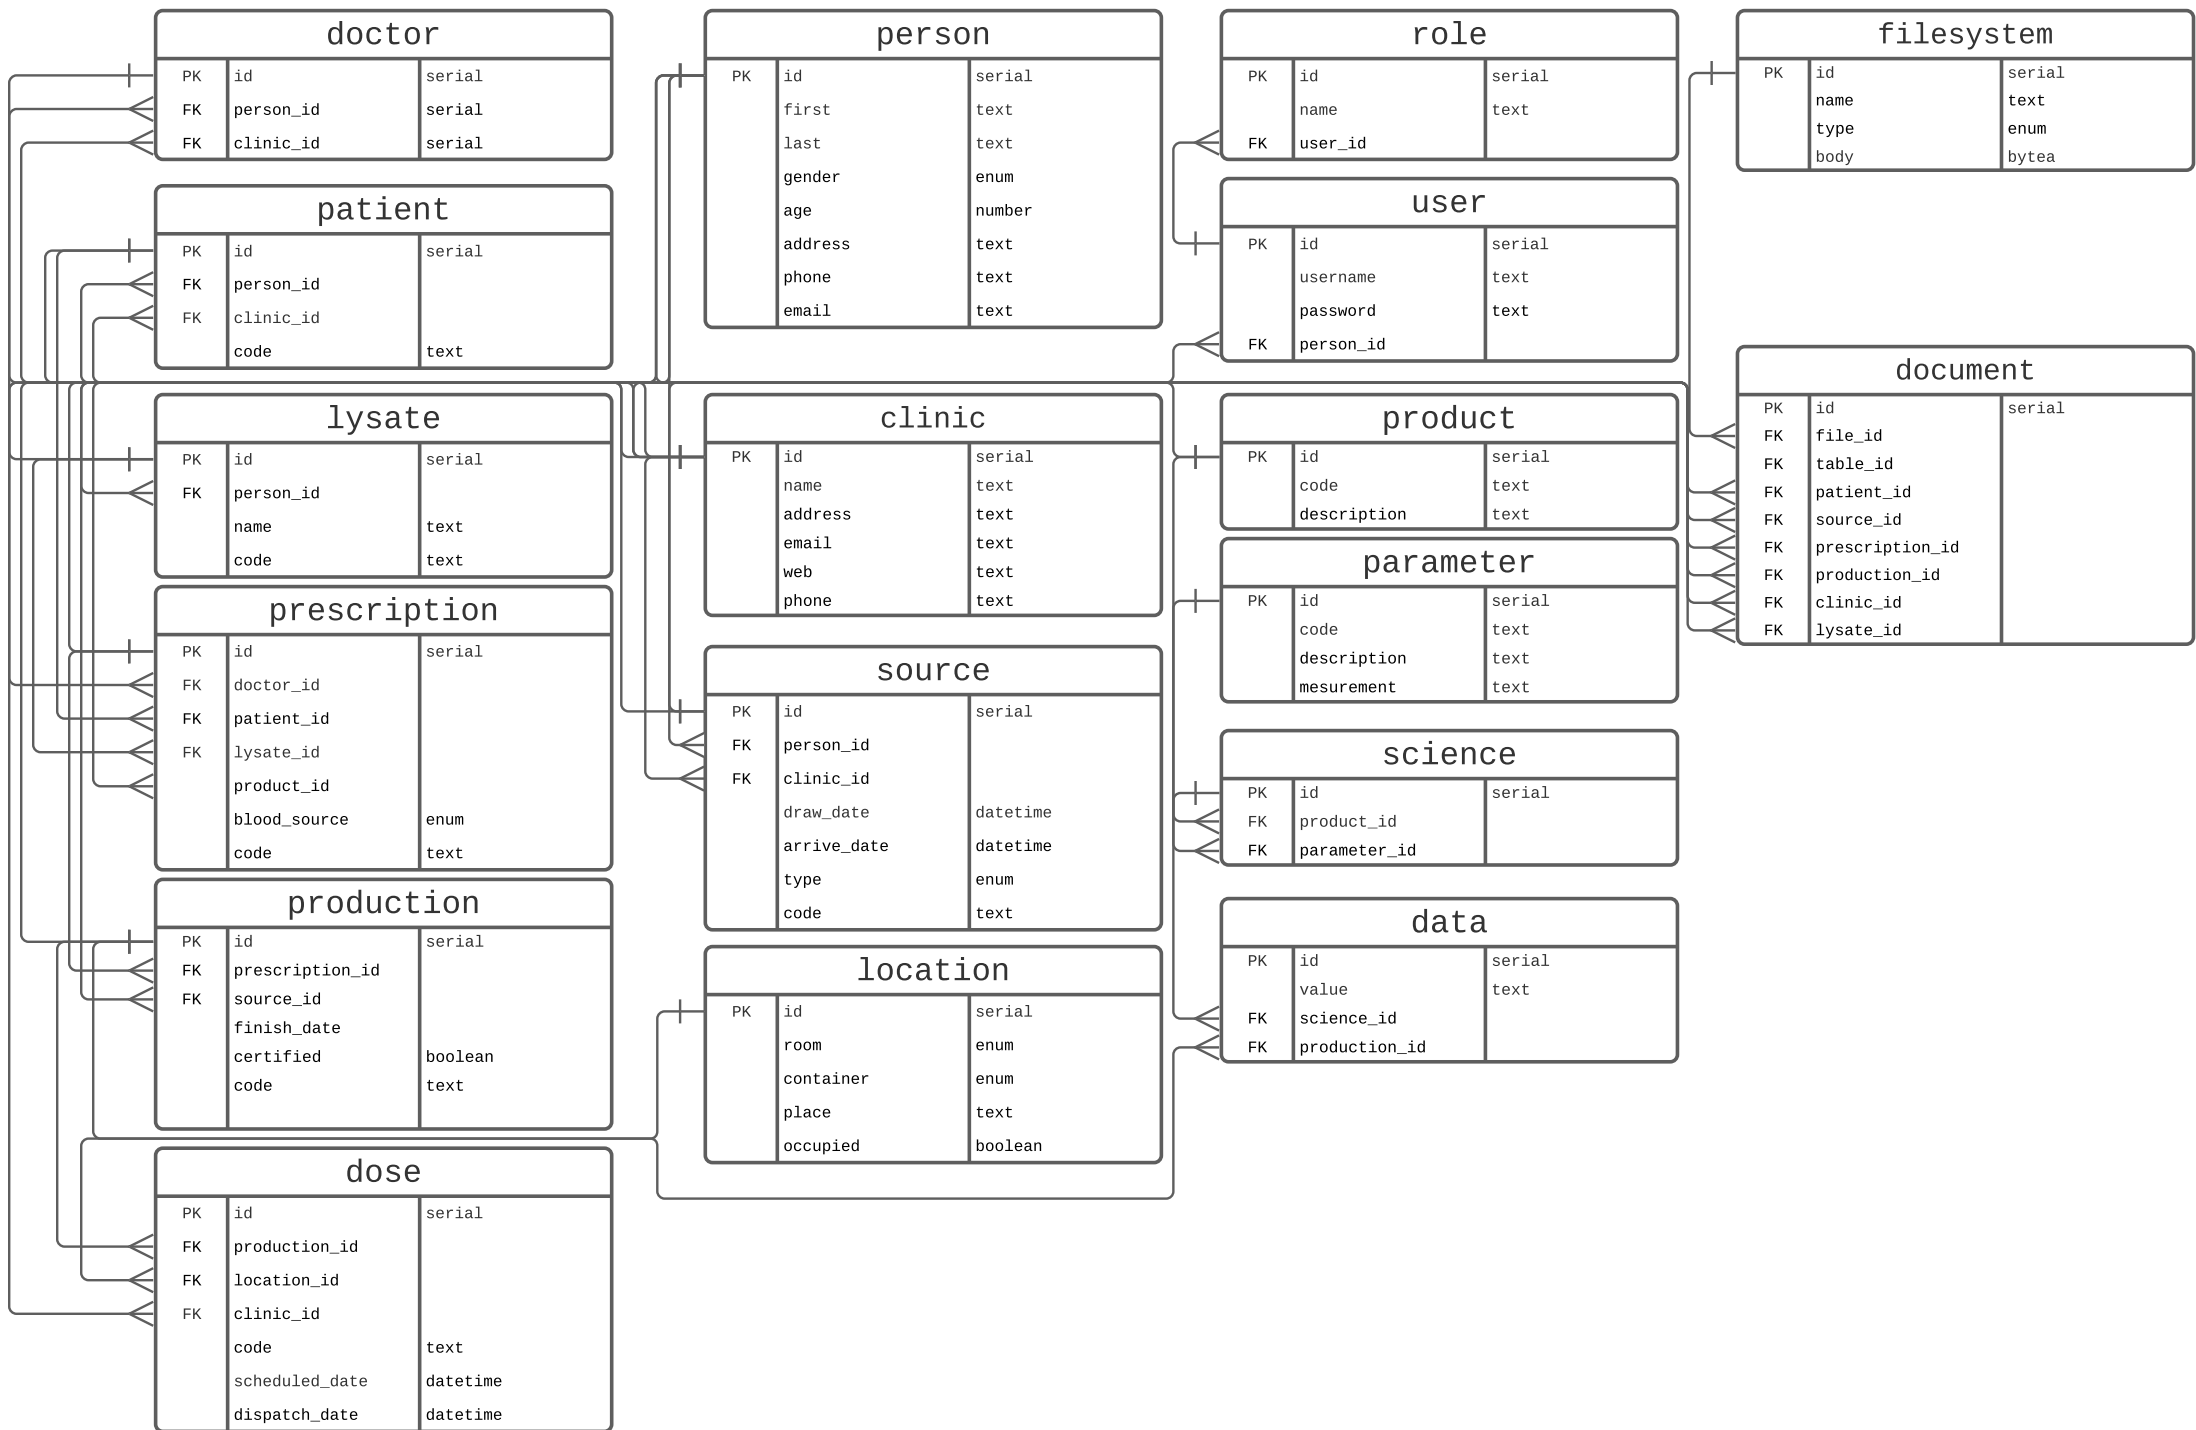 doctor
PK id serial
FK person_id serial
FK clinic_id serial
patient
PK id serial
FK person_id
FK clinic_id
code text
lysate
PK id serial
FK person_id
name text
code text
prescription
PK id serial
FK doctor_id
FK patient_id
FK lysate_id
product_id
blood_source enum
code text
production
PK id serial
FK prescription_id
FK source_id
finish_date
certified boolean
code text
dose
PK id serial
FK production_id
FK location_id
FK clinic_id
code text
scheduled_date datetime
dispatch_date datetime
person
PK id serial
first text
last text
gender enum
age number
address text
phone text
email text
clinic
PK id serial
name text
address text
email text
web text
phone text
source
PK id serial
FK person_id
FK clinic_id
draw_date datetime
arrive_date datetime
type enum
code text
location
PK id serial
room enum
container enum
place text
occupied boolean
role
PK id serial
name text
FK user_id
user
PK id serial
username text
password text
FK person_id
product
PK id serial
code text
description text
parameter
PK id serial
code text
description text
mesurement text
science
PK id serial
FK product_id
FK parameter_id
data
PK id serial
value text
FK science_id
FK production_id
filesystem
PK id serial
name text
type enum
body bytea
document
PK id serial
FK file_id
FK table_id
FK patient_id
FK source_id
FK prescription_id
FK production_id
FK clinic_id
FK lysate_id